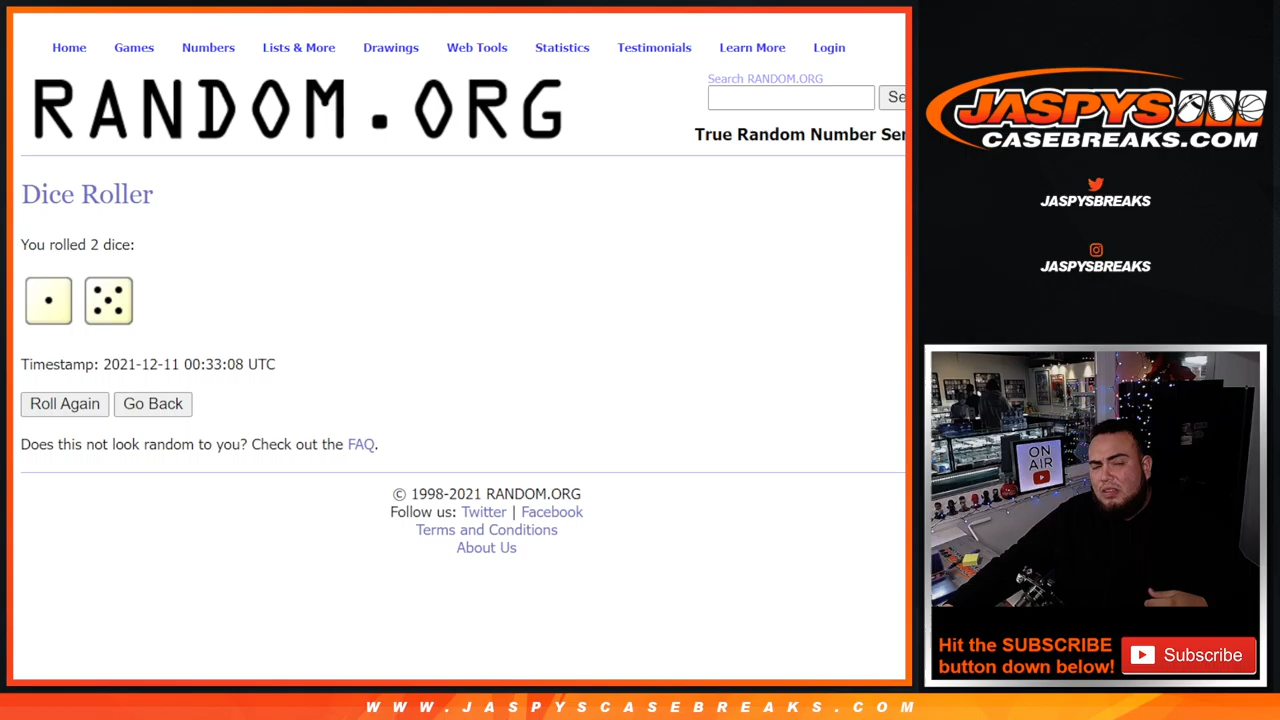 Home Games Numbers Lists & More Drawings Web Tools Statistics Testimonials Learn More Login
RANDOM.ORG
Search RANDOM.ORG
Se
True Random Number Ser
Dice Roller
You rolled 2 dice:
Timestamp: 2021-12-11 00:33:08 UTC
Roll Again Go Back
Does this not look random to you? Check out the FAQ.
© 1998-2021 RANDOM.ORG
Follow us: Twitter | Facebook
Terms and Conditions
About Us
JASPYS
CASEBREAKS.COM
JASPYSBREAKS
JASPYSBREAKS
ON
AIR
Hit the SUBSCRIBE
button down below!
Subscribe
WWW.JASPYSCASEBREAKS.COM